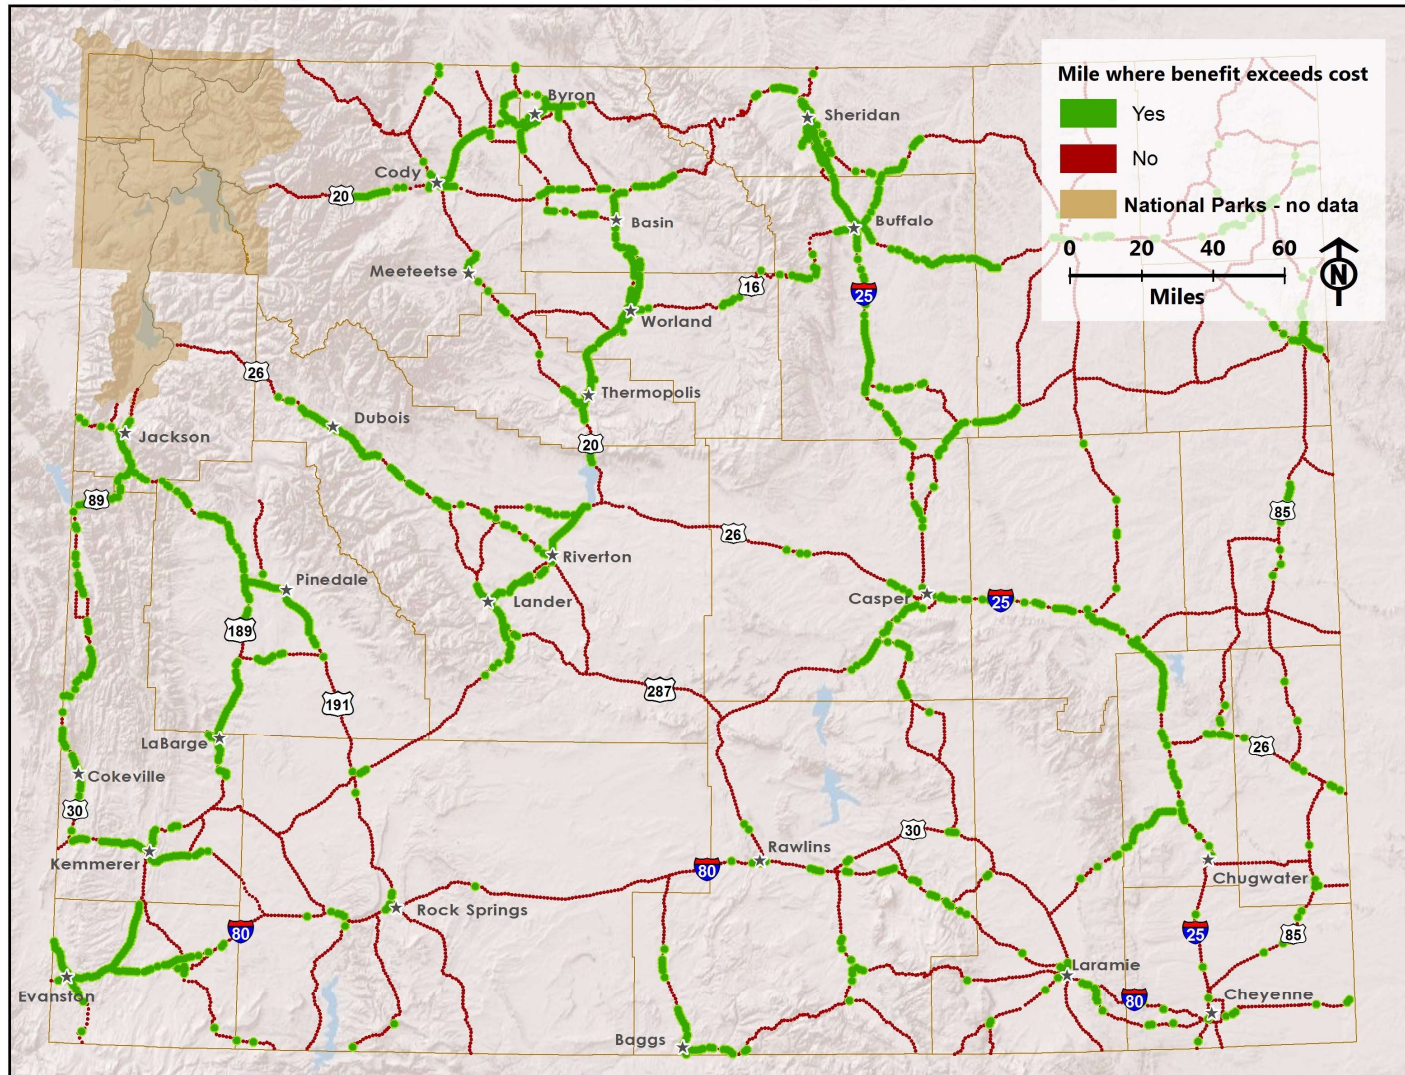 Mile where benefit exceeds cost
Yes
No
National Parks - no data
0 20 40 60
Miles
N
Byron
Sheridan
Cody
20
Basin
Buffalo
Meeteetse
16
25
Worland
26
Thermopolis
Dubois
Jackson
20
89
85
26
Riverton
Pinedale
Lander
Casper
25
189
287
191
LaBarge
26
Cokeville
30
30
Kemmerer
Rawlins
80
Chugwater
Rock Springs
80
25
85
Laramie
Evanston
80
Cheyenne
Baggs